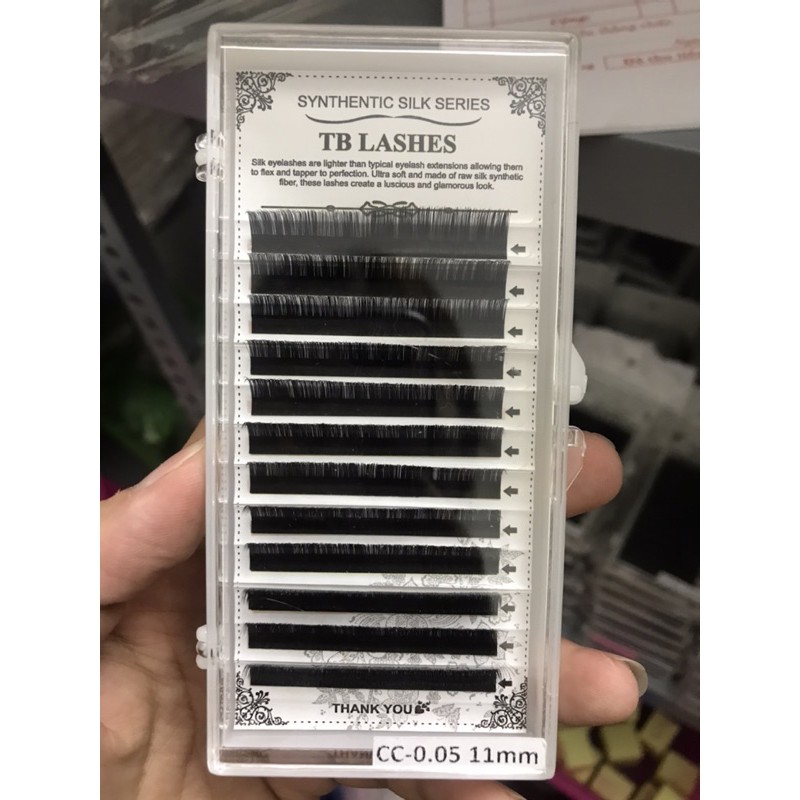 SYNTHENTIC SILK SERIES
TB LASHES
Silk eyelashes are lighter than typical eyelash extensions allowing them
to flex and tapper to perfection. Ultra soft and made of raw silk synthetic
fiber, these lashes create a luscious and glamorous look.
THANK YOU
CC-0.05 11mm